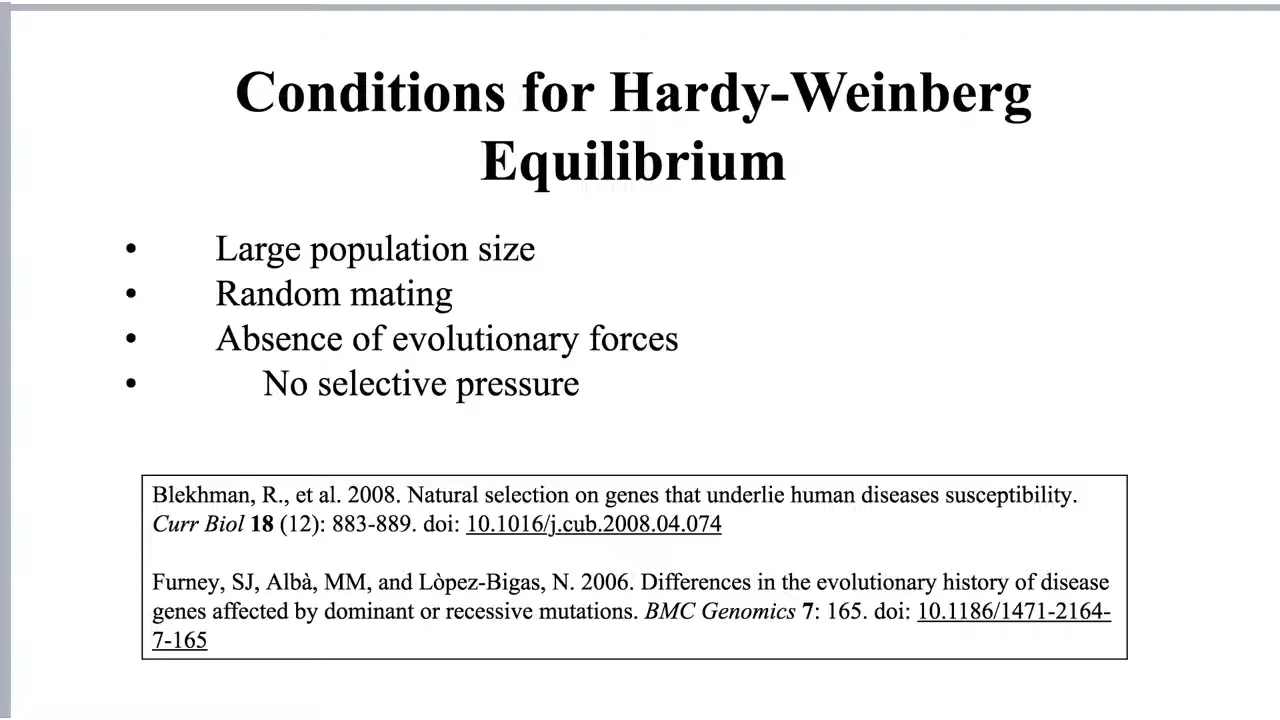 Conditions for Hardy-Weinberg
Equilibrium
• Large population size
• Random mating
• Absence of evolutionary forces
• No selective pressure
Blekhman, R., et al. 2008. Natural selection on genes that underlie human diseases susceptibility.
Curr Biol 18 (12): 883-889. doi: 10.1016/j.cub.2008.04.074
Furney, SJ, Albà, MM, and Lòpez-Bigas, N. 2006. Differences in the evolutionary history of disease
genes affected by dominant or recessive mutations. BMC Genomics 7: 165. doi: 10.1186/1471-2164-
7-165